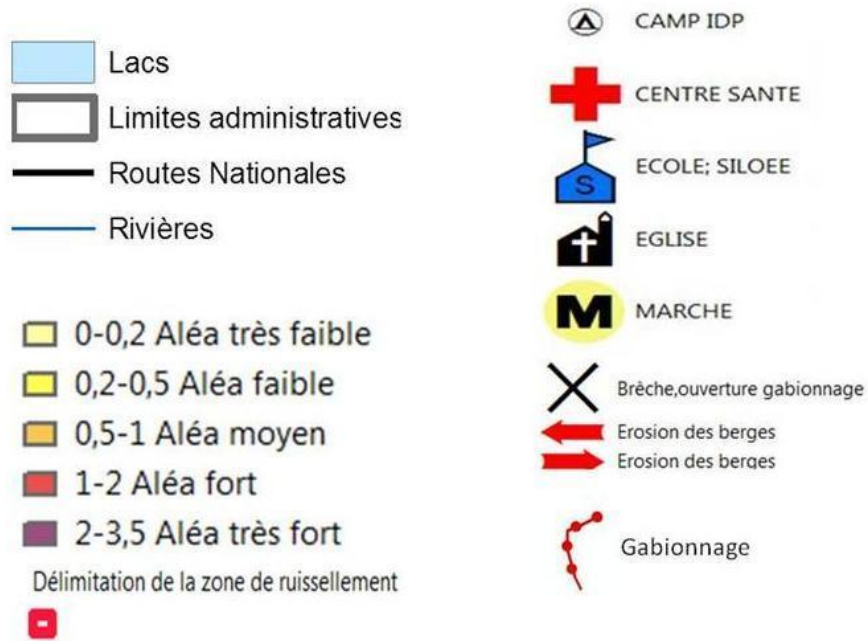 Lacs
Limites administratives
Routes Nationales
Rivières
0-0,2 Aléa très faible
0,2-0,5 Aléa faible
0,5-1 Aléa moyen
1-2 Aléa fort
2-3,5 Aléa très fort
Délimitation de la zone de ruissellement
CAMP IDP
CENTRE SANTE
S
ECOLE; SILOEE
EGLISE
M
MARCHE
Brèche,ouverture gabionnage
Erosion des berges
Erosion des berges
Gabionnage